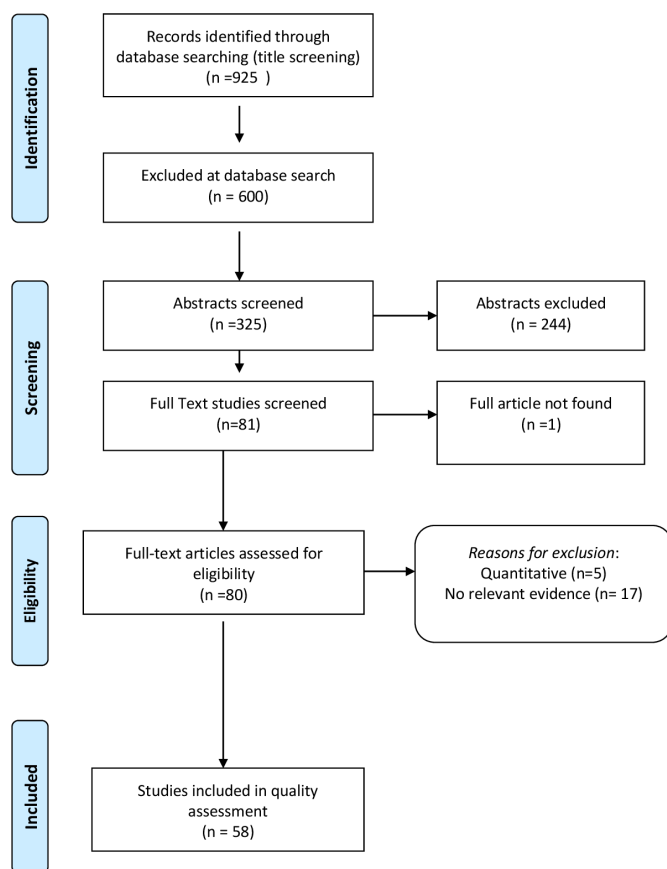 Identification
Records identified through
database searching (title screening)
(n =925  )
Excluded at database search
(n = 600)
Screening
Abstracts screened
(n =325)
Abstracts excluded
(n = 244)
Full Text studies screened
(n=81)
Full article not found
(n =1)
Eligibility
Full-text articles assessed for
eligibility
(n =80)
Reasons for exclusion:
Quantitative (n=5)
No relevant evidence (n= 17)
Included
Studies included in quality
assessment
(n = 58)